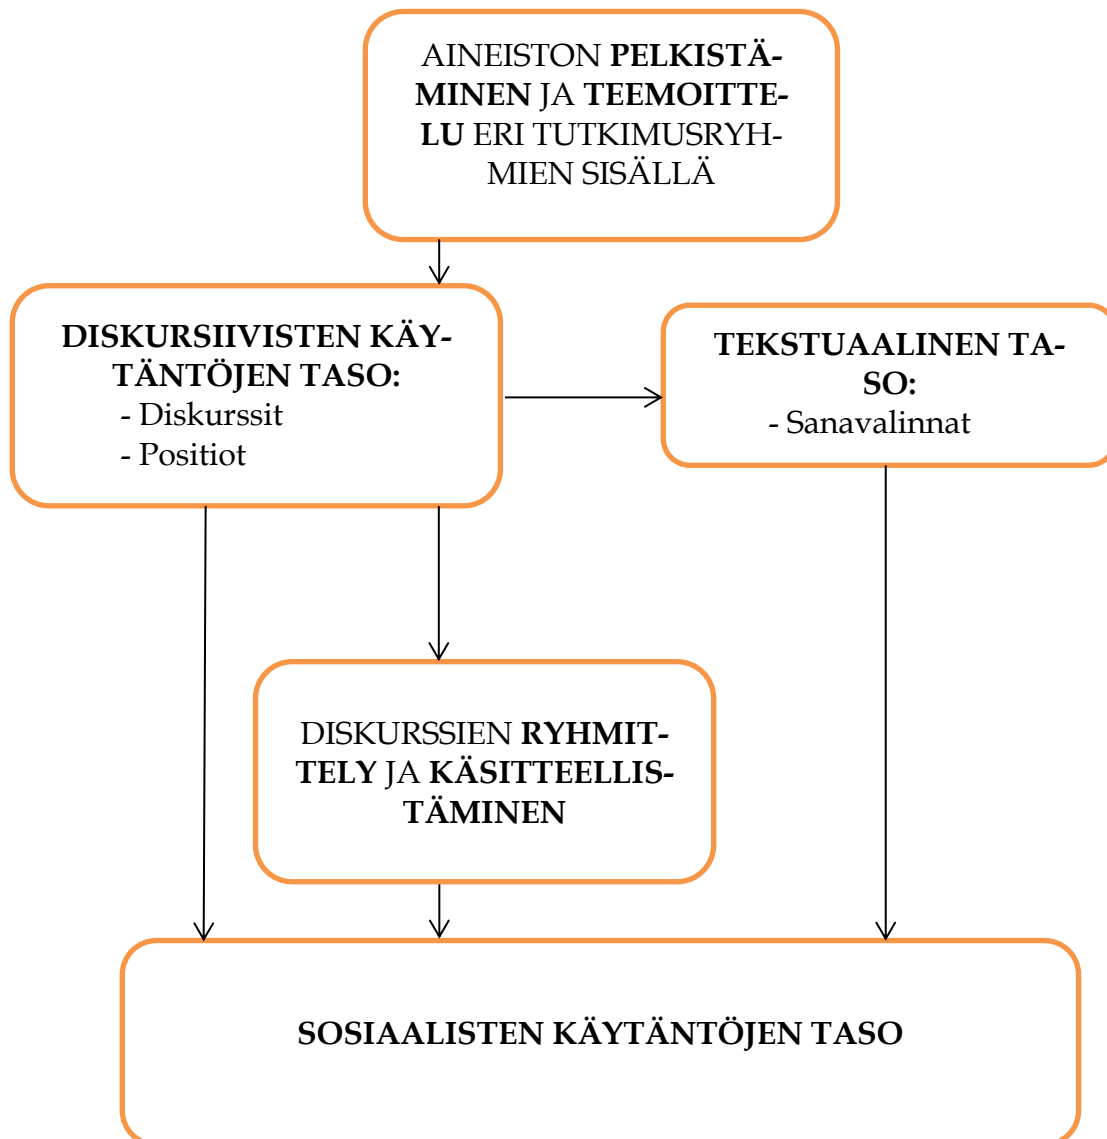 AINEISTON PELKISTÄ-
MINEN JA TEEMOITTE-
LU ERI TUTKIMUSRYH-
MIEN SISÄLLÄ
DISKURSIIVISTEN KÄY-
TÄNTÖJEN TASO:
- Diskurssit
- Positiot
TEKSTUAALINEN TA-
SO:
- Sanavalinnat
DISKURSSIEN RYHMIT-
TELY JA KÄSITTEELLIS-
TÄMINEN
SOSIAALISTEN KÄYTÄNTÖJEN TASO